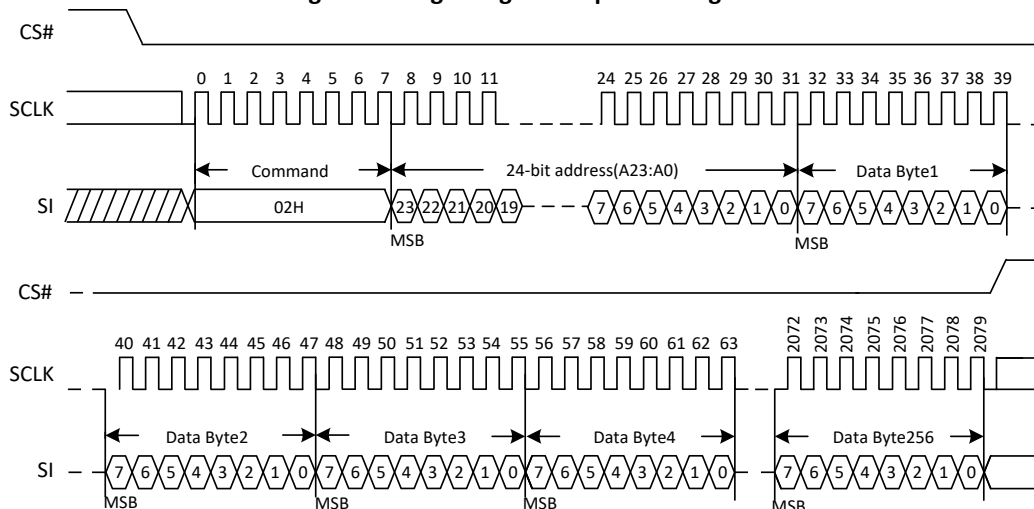 CS#
0 1 2 3 4 5 6 7 8 9 10 11 24 25 26 27 28 29 30 31 32 33 34 35 36 37 38 39
SCLK
Command 24-bit address(A23:A0) Data Byte1
SI 02H 23 22 21 20 19 7 6 5 4 3 2 1 0 7 6 5 4 3 2 1 0
MSB MSB
CS#
40 41 42 43 44 45 46 47 48 49 50 51 52 53 54 55 56 57 58 59 60 61 62 63 2072 2073 2074 2075 2076 2077 2078 2079
SCLK
Data Byte2 Data Byte3 Data Byte4 Data Byte256
SI 7 6 5 4 3 2 1 0 7 6 5 4 3 2 1 0 7 6 5 4 3 2 1 0 7 6 5 4 3 2 1 0
MSB MSB MSB MSB